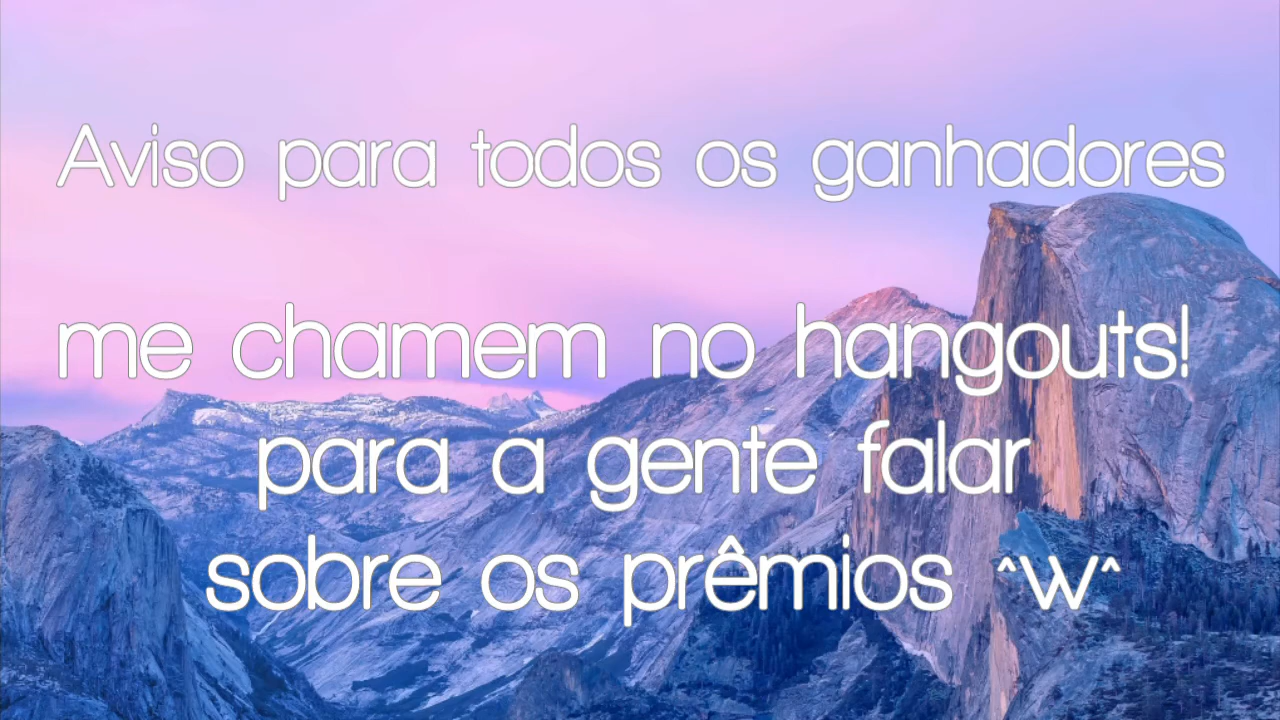 Aviso para todos os ganhadores
me chamem no hangouts!
para a gente falar
sobre os prêmios ^w^